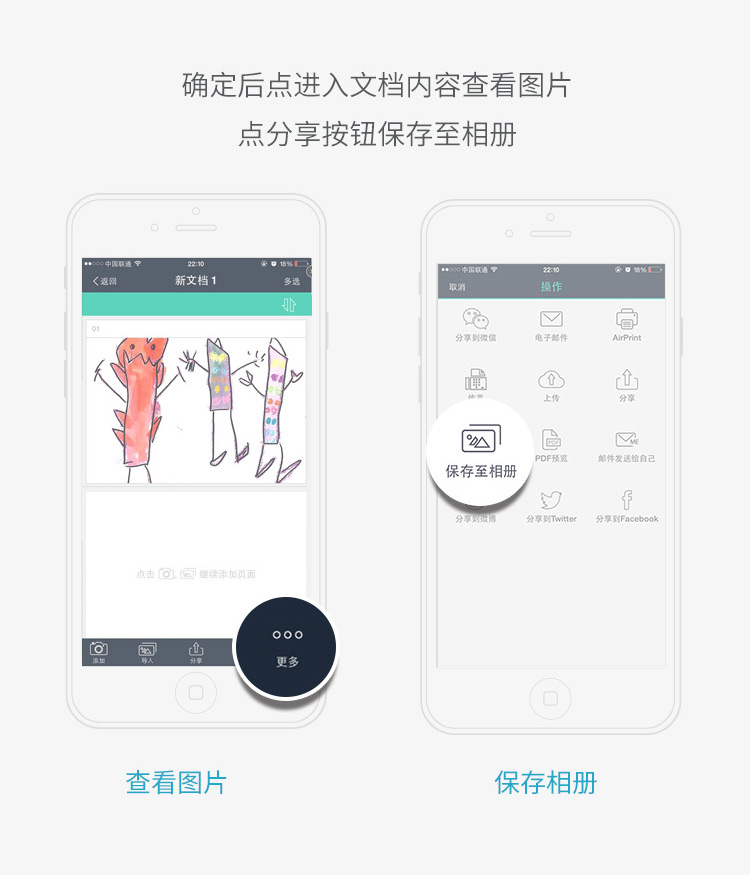 确定后点进入文档内容查看图片
点分享按钮保存至相册
中国联通 22:10 18%
返回 新文档 1 多选
01
点击 继续添加页面
添加 导入 分享
更多
查看图片
中国联通 22:10 18%
取消 操作
分享到微信 电子邮件 AirPrint
传真 上传 分享
保存至相册 PDF预览 邮件发送给自己
PDF
ME
分享到微博 分享到Twitter 分享到Facebook
保存相册